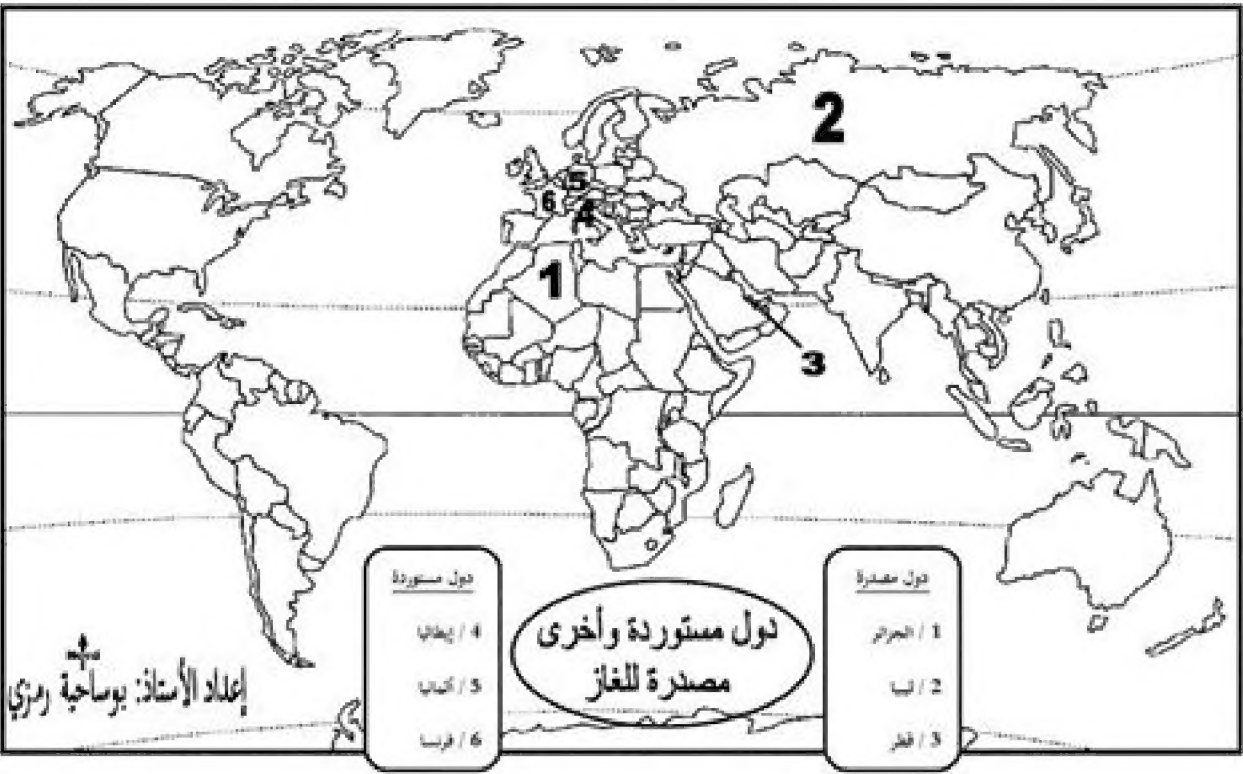 2
5
6
4
1
3
دول مستوردة
4 / إيطاليا
5 / ألمانيا
6 / فرنسا
دول مستوردة وأخرى
مصدرة للغاز
دول مصدرة
1 / الجزائر
2 / ليبيا
3 / قطر
إعداد الأستاذ: بوساحية رمزي